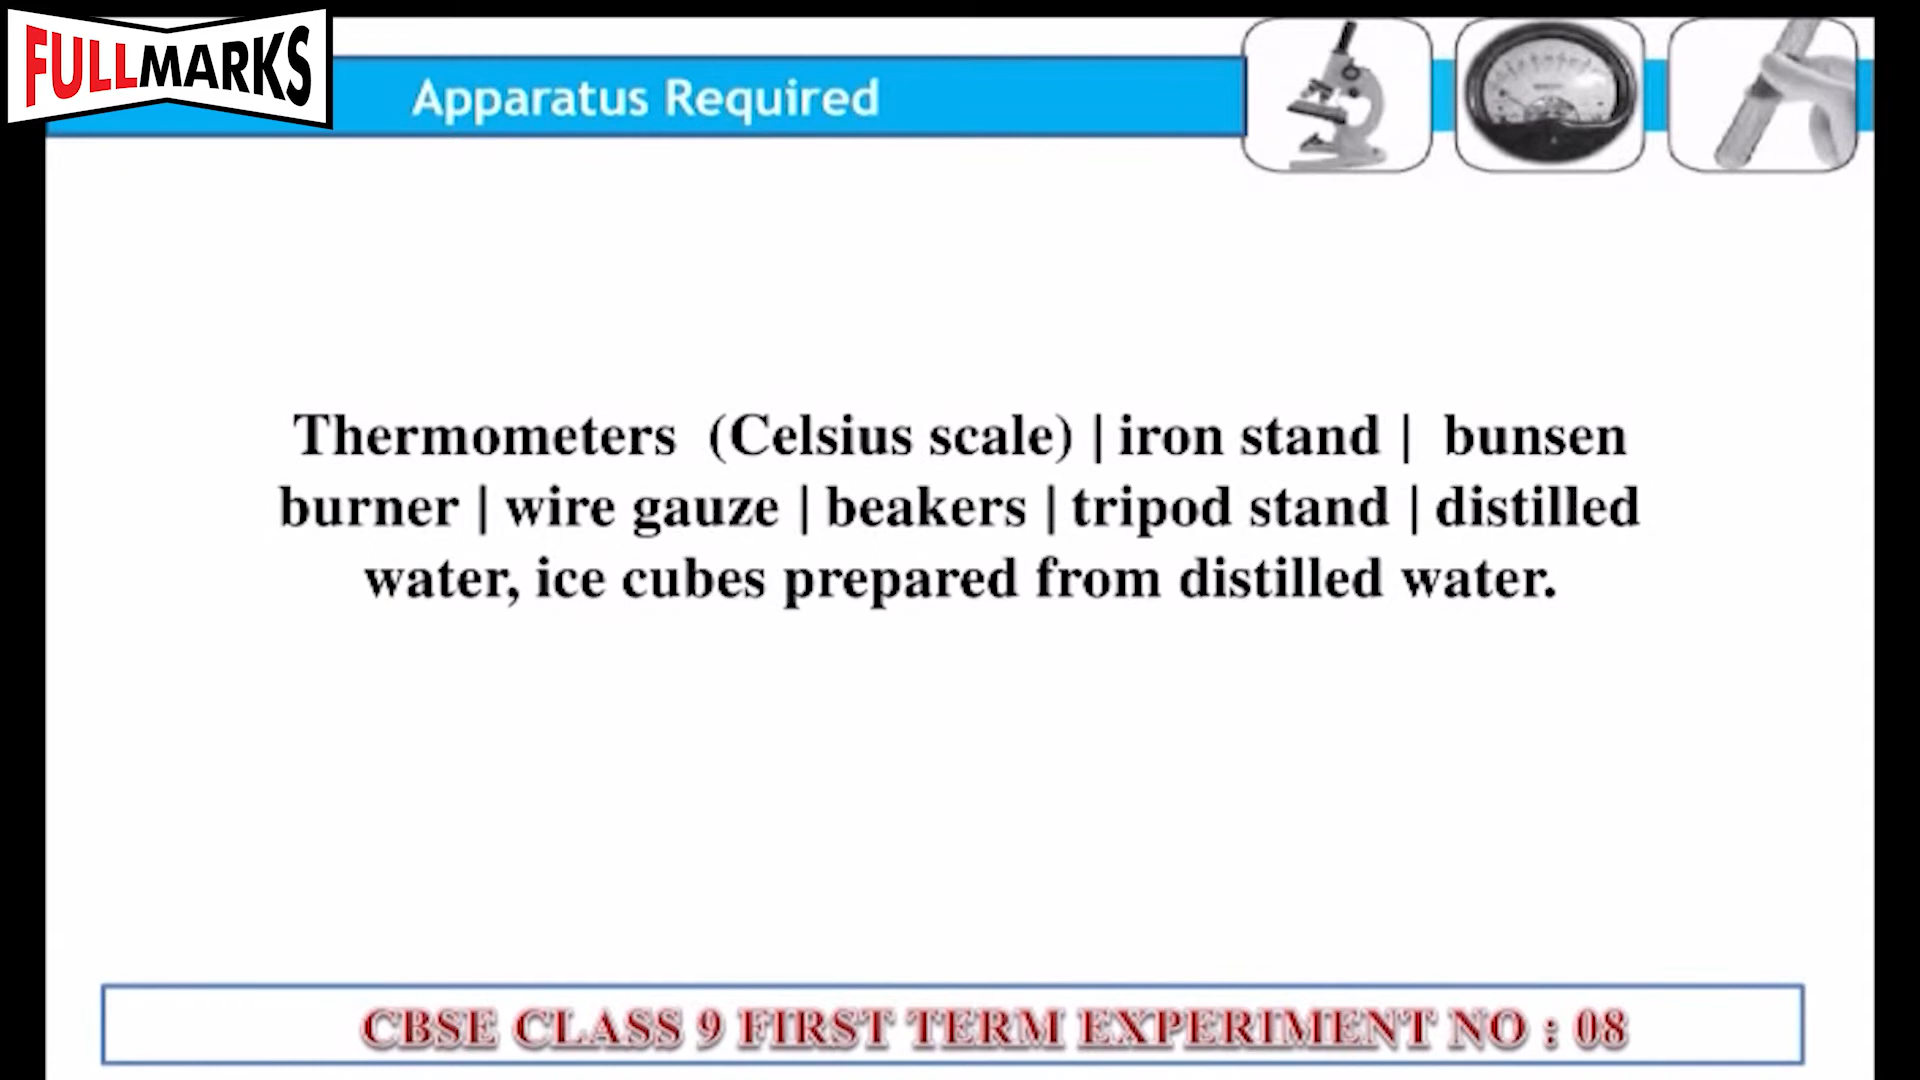 FULLMARKS
Apparatus Required
Thermometers (Celsius scale) | iron stand | bunsen
burner | wire gauze | beakers | tripod stand | distilled
water, ice cubes prepared from distilled water.
CBSE CLASS 9 FIRST TERM EXPERIMENT NO : 08